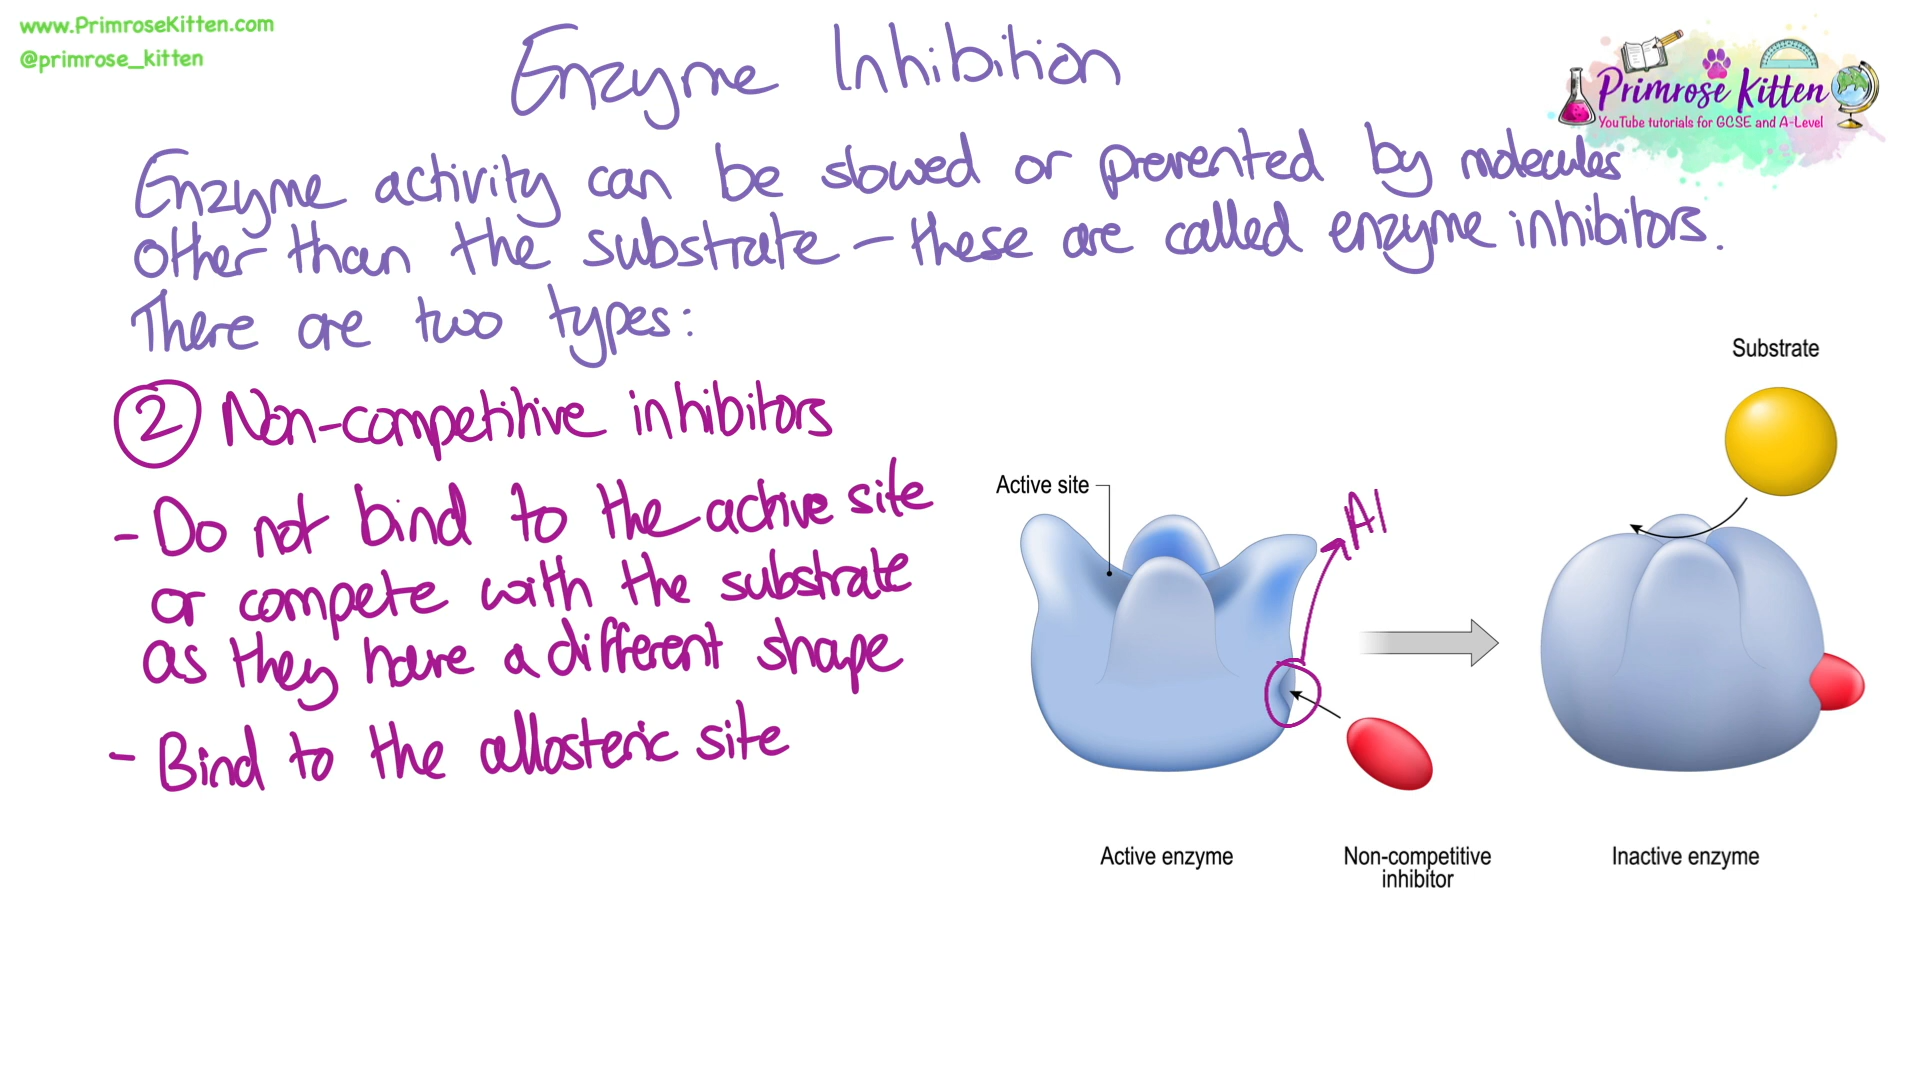 www.PrimroseKitten.com
@primrose_kitten
Enzyme Inhibition
Primrose Kitten
YouTube tutorials for GCSE and A-Level
Enzyme activity can be slowed or prevented by molecules
other than the substrate – these are called enzyme inhibitors.
There are two types:
2 Non-competitive inhibitors
- Do not bind to the active site
or compete with the substrate
as they have a different shape
- Bind to the allosteric site
Substrate
Active site
Al
Active enzyme
Non-competitive
inhibitor
Inactive enzyme